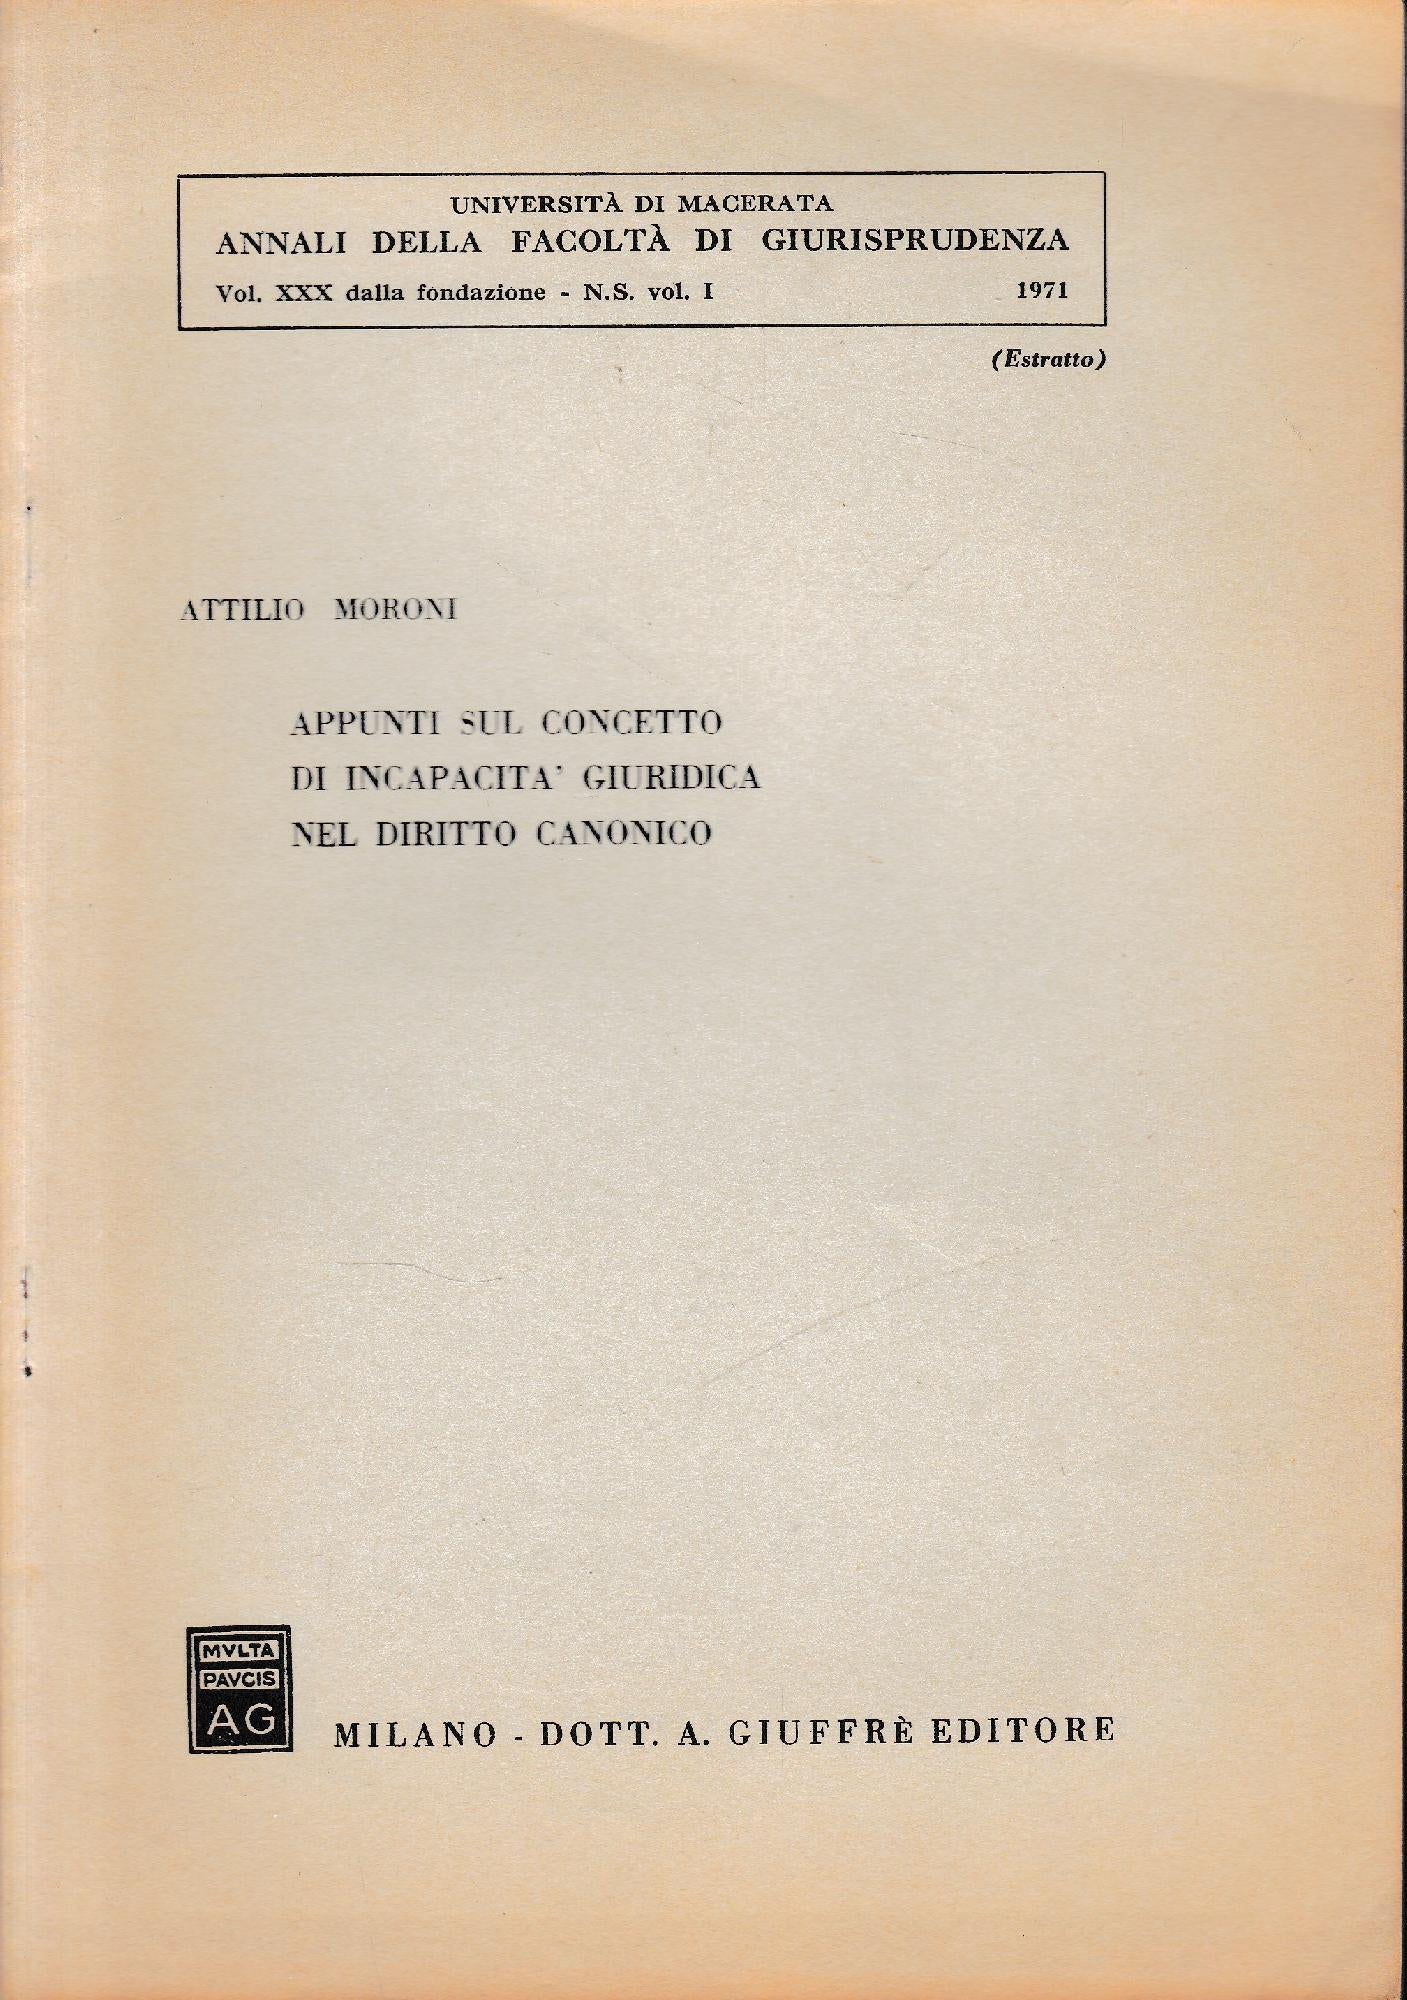 UNIVERSITÀ DI MACERATA
ANNALI DELLA FACOLTÀ DI GIURISPRUDENZA
Vol. XXX dalla fondazione - N.S. vol. I 1971
(Estratto)
ATTILIO MORONI
APPUNTI SUL CONCETTO
DI INCAPACITA' GIURIDICA
NEL DIRITTO CANONICO
MVLTA
PAVCIS
AG
MILANO - DOTT. A. GIUFFRÈ EDITORE